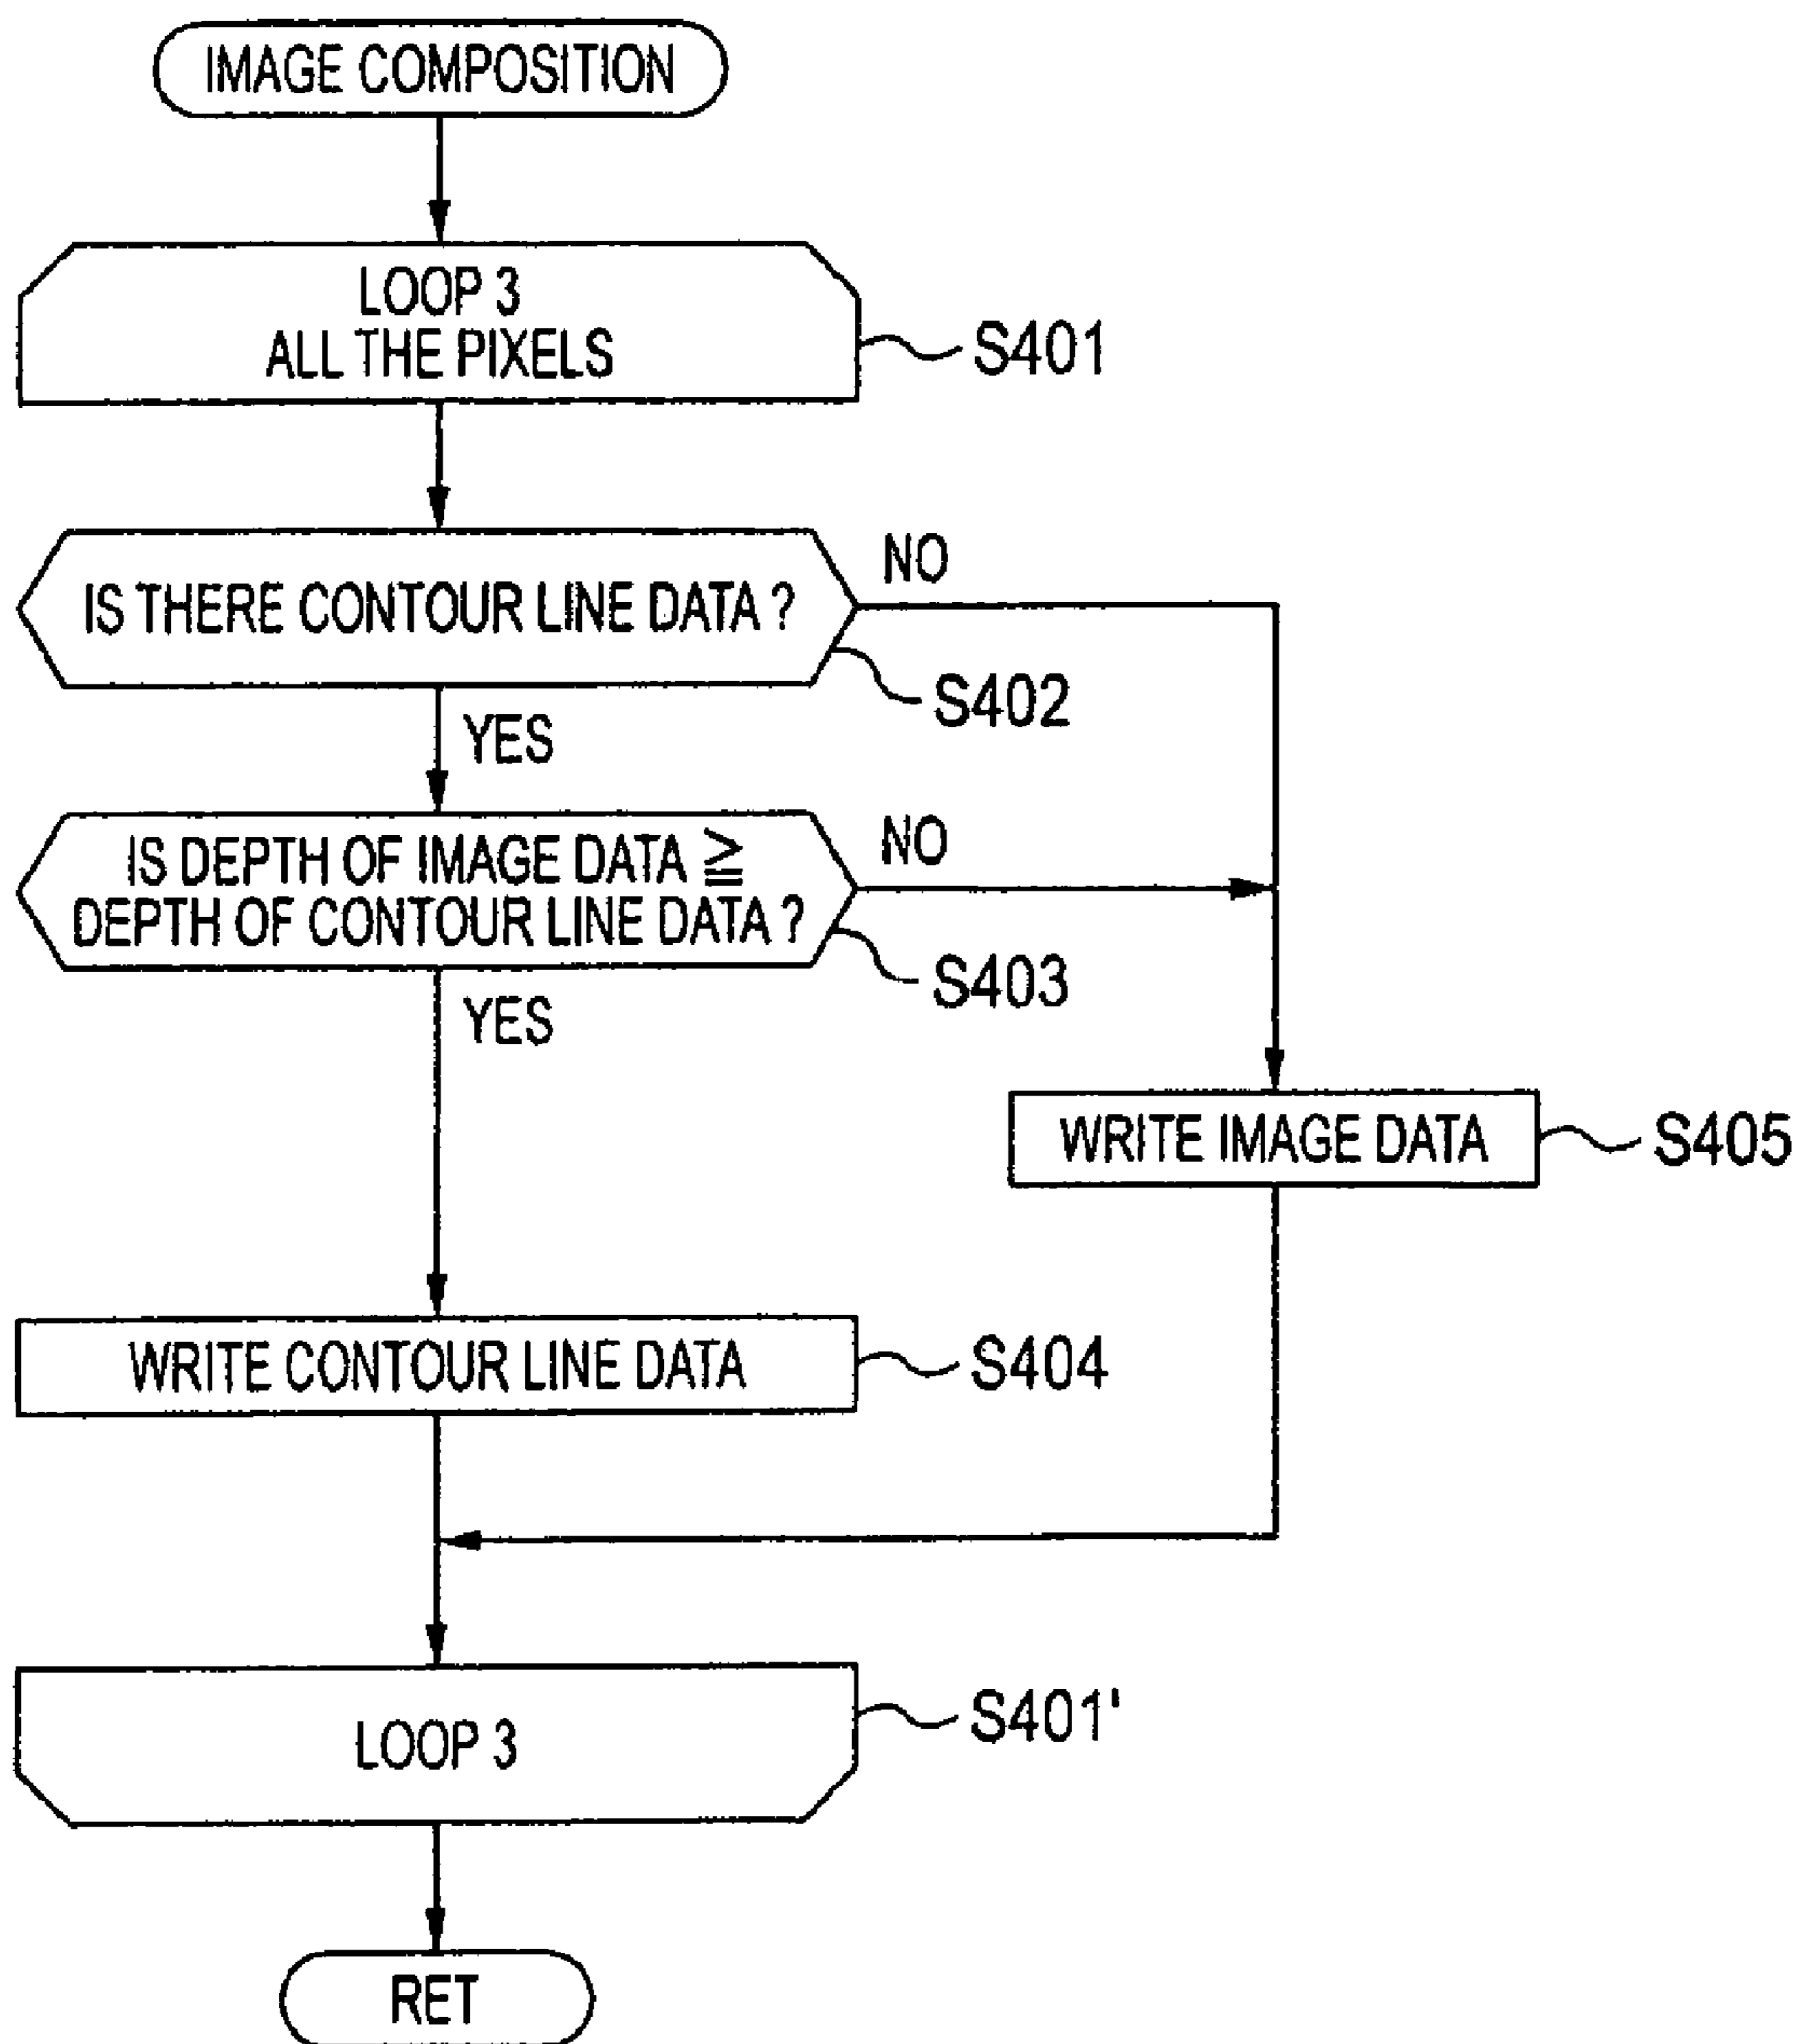 IMAGE COMPOSITION
LOOP 3
ALL THE PIXELS
S401
IS THERE CONTOUR LINE DATA ?
NO
S402
YES
IS DEPTH OF IMAGE DATA ≧
DEPTH OF CONTOUR LINE DATA ?
NO
S403
YES
WRITE IMAGE DATA
S405
WRITE CONTOUR LINE DATA
S404
LOOP 3
S401'
RET